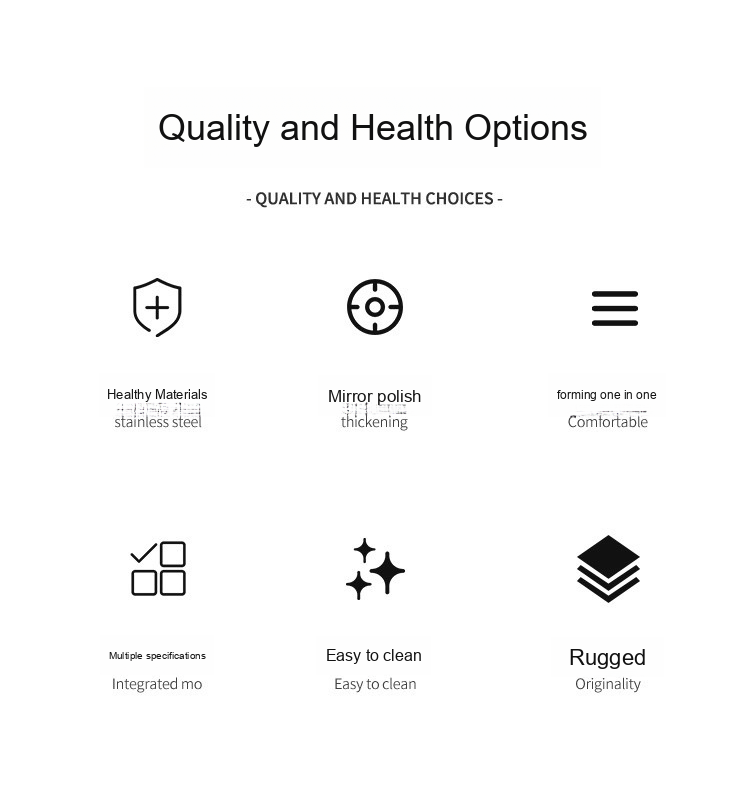 Quality and Health Options
- QUALITY AND HEALTH CHOICES -
Healthy Materials
stainless steel
Mirror polish
thickening
forming one in one
Comfortable
Multiple specifications
Integrated mo
Easy to clean
Easy to clean
Rugged
Originality